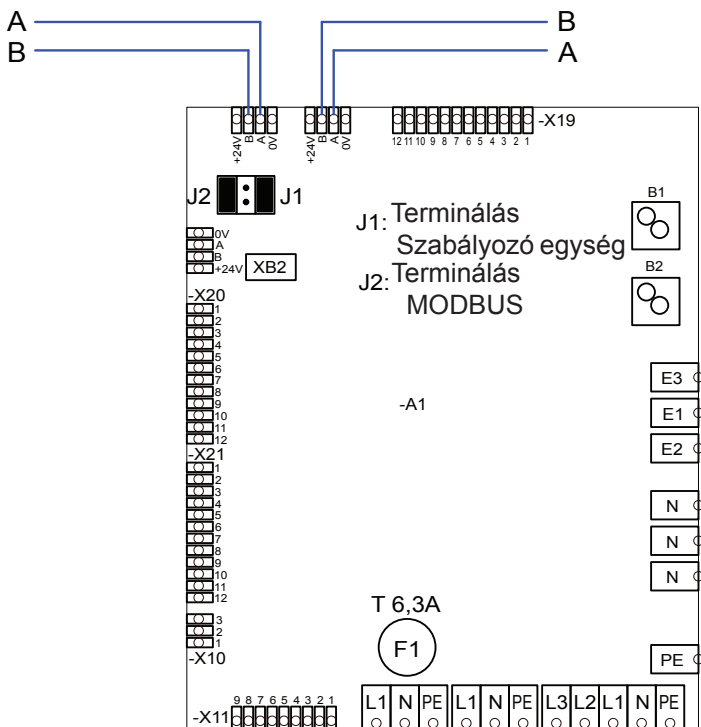 A
B
B
A
+24V
B
A
0V
+24V
B
A
0V
12 11 10 9 8 7 6 5 4 3 2 1
-X19
J2
J1
0V
A
B
+24V
XB2
J1: Terminálás
Szabályozó egység
J2: Terminálás
MODBUS
B1
B2
-X20
1
2
3
4
5
6
7
8
9
10
11
12
-X21
1
2
3
4
5
6
7
8
9
10
11
12
3
2
1
-X10
-A1
E3
E1
E2
N
N
N
PE
T 6,3A
F1
-X11
9 8 7 6 5 4 3 2 1
L1 N PE L1 N PE L3 L2 L1 N PE